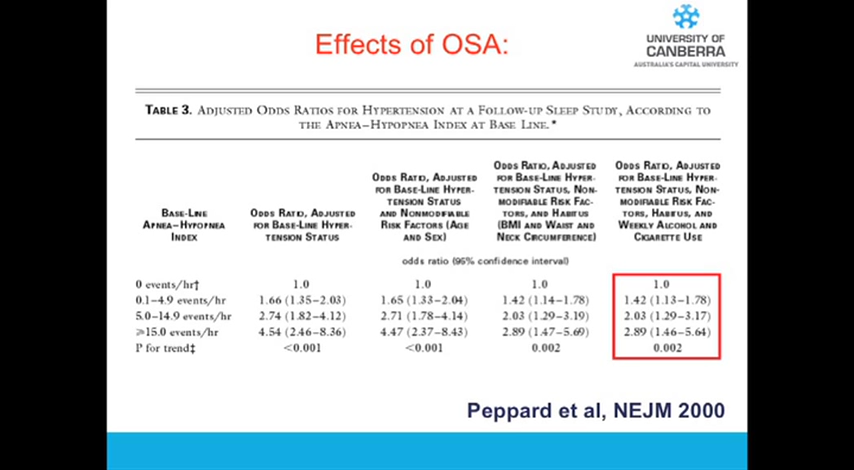 Effects of OSA:
UNIVERSITY OF
CANBERRA
AUSTRALIA'S CAPITAL UNIVERSITY
TABLE 3. ADJUSTED ODDS RATIOS FOR HYPERTENSION AT A FOLLOW-UP SLEEP STUDY, ACCORDING TO
THE APNEA–HYPOPNEA INDEX AT BASE LINE.*
BASE-LINE
APNEA–HYPOPNEA
INDEX
ODDS RATIO, ADJUSTED
FOR BASE-LINE HYPER-
TENSION STATUS
ODDS RATIO, ADJUSTED
FOR BASE-LINE HYPER-
TENSION STATUS
AND NONMODIFIABLE
RISK FACTORS (AGE
AND SEX)
ODDS RATIO, ADJUSTED
FOR BASE-LINE HYPER-
TENSION STATUS, NON-
MODIFIABLE RISK FAC-
TORS, AND HABITUS
(BMI AND WAIST AND
NECK CIRCUMFERENCE)
ODDS RATIO, ADJUSTED
FOR BASE-LINE HYPER-
TENSION STATUS, NON-
MODIFIABLE RISK FAC-
TORS, HABITUS, AND
WEEKLY ALCOHOL AND
CIGARETTE USE
odds ratio (95% confidence interval)
0 events/hr† 1.0 1.0 1.0 1.0
0.1–4.9 events/hr 1.66 (1.35–2.03) 1.65 (1.33–2.04) 1.42 (1.14–1.78) 1.42 (1.13–1.78)
5.0–14.9 events/hr 2.74 (1.82–4.12) 2.71 (1.78–4.14) 2.03 (1.29–3.19) 2.03 (1.29–3.17)
≥15.0 events/hr 4.54 (2.46–8.36) 4.47 (2.37–8.43) 2.89 (1.47–5.69) 2.89 (1.46–5.64)
P for trend‡ <0.001 <0.001 0.002 0.002
Peppard et al, NEJM 2000